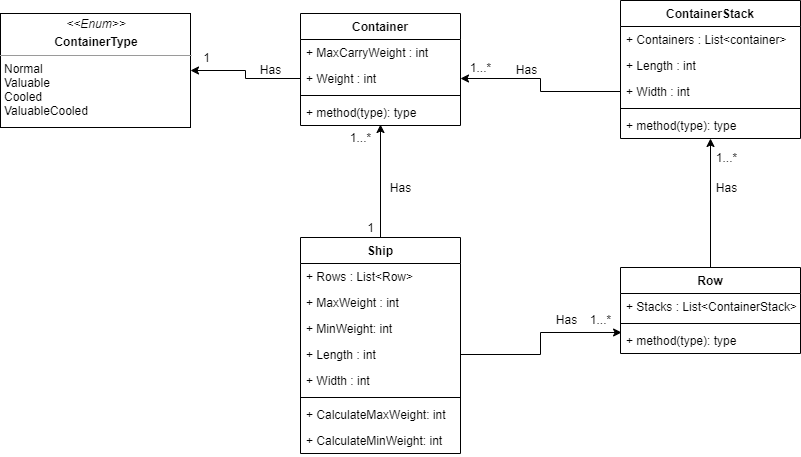 <<Enum>>
ContainerType
Normal
Valuable
Cooled
ValuableCooled
1
Has
Container
+ MaxCarryWeight : int
+ Weight : int
+ method(type): type
1...*
Has
ContainerStack
+ Containers : List<container>
+ Length : int
+ Width : int
+ method(type): type
1...*
Has
1
1...*
Has
Ship
+ Rows : List<Row>
+ MaxWeight : int
+ MinWeight: int
+ Length : int
+ Width : int
+ CalculateMaxWeight: int
+ CalculateMinWeight: int
Has
1...*
Row
+ Stacks : List<ContainerStack>
+ method(type): type